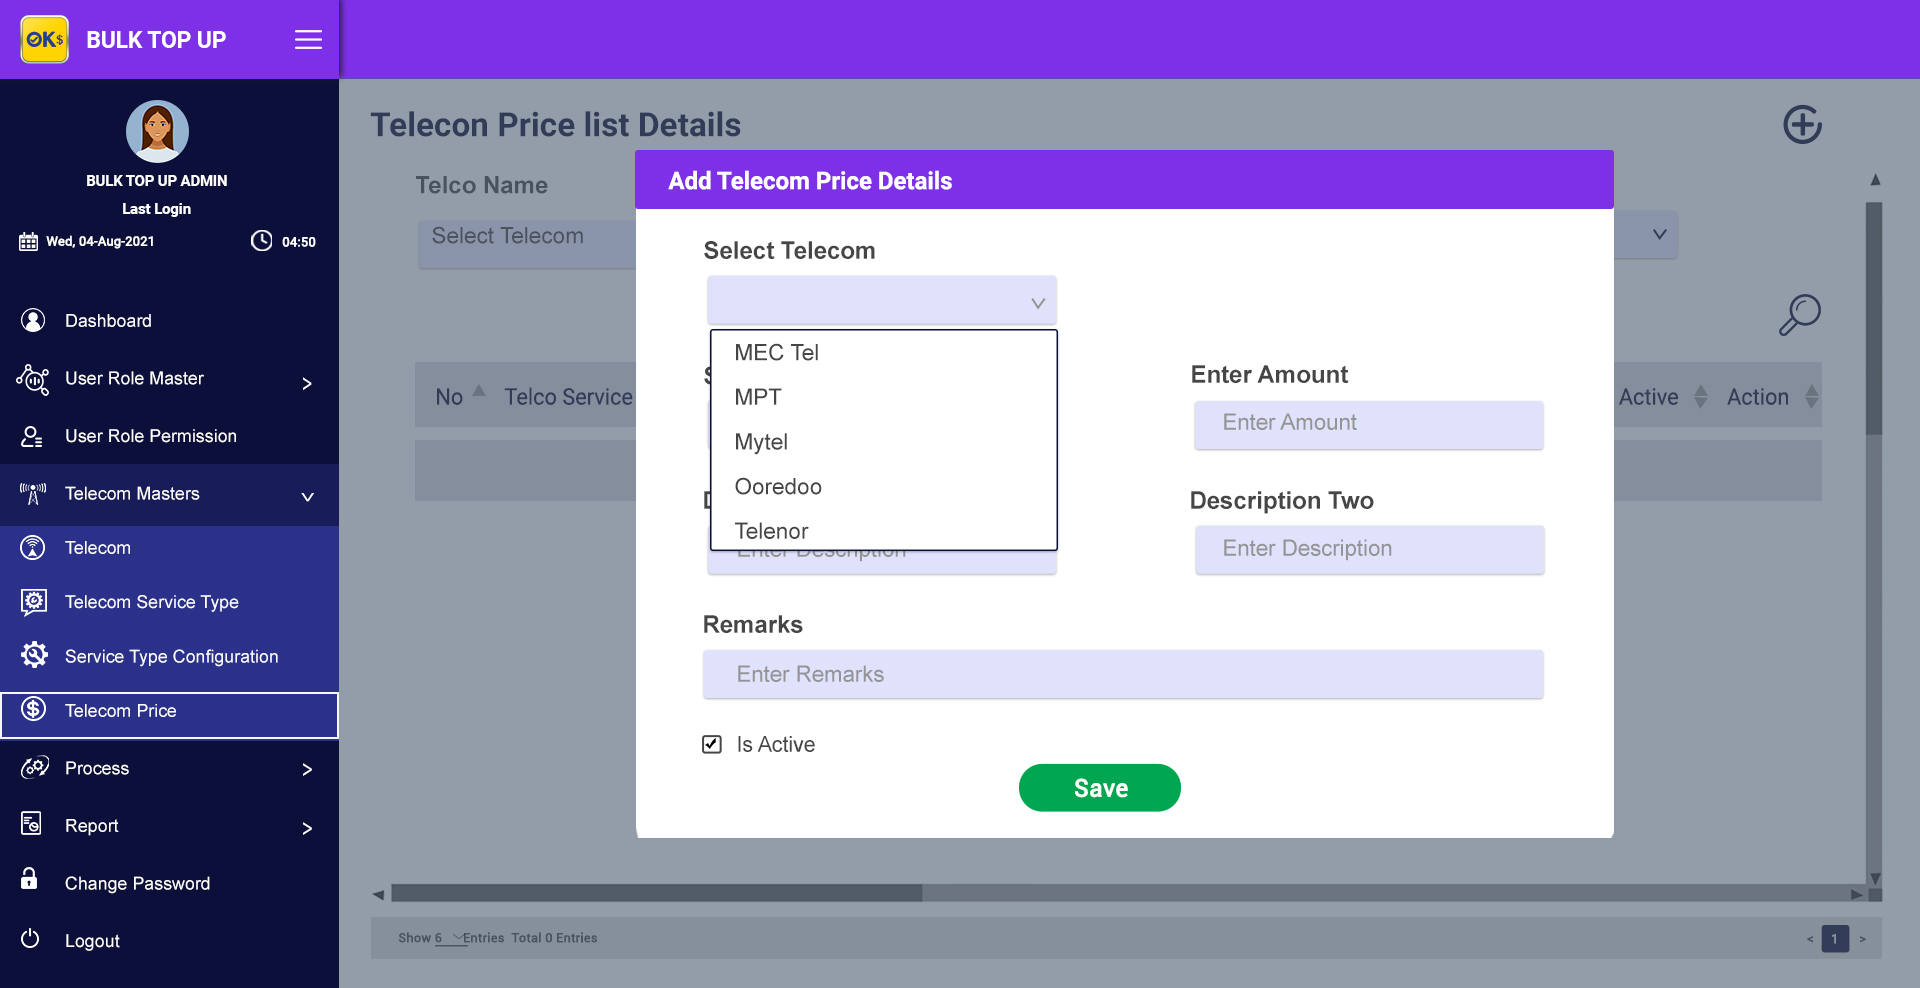 OK$
BULK TOP UP
BULK TOP UP ADMIN
Last Login
Wed, 04-Aug-2021
04:50
Dashboard
User Role Master
User Role Permission
Telecom Masters
Telecom
Telecom Service Type
Service Type Configuration
Telecom Price
Process
Report
Change Password
Logout
Telecon Price list Details
Telco Name
Select Telecom
No Telco Service
Active Action
Add Telecom Price Details
Select Telecom
MEC Tel
MPT
Mytel
Ooredoo
Telenor
Enter Amount
Enter Amount
Enter Description
Description Two
Enter Description
Remarks
Enter Remarks
Is Active
Save
Show 6 Entries Total 0 Entries
< 1 >